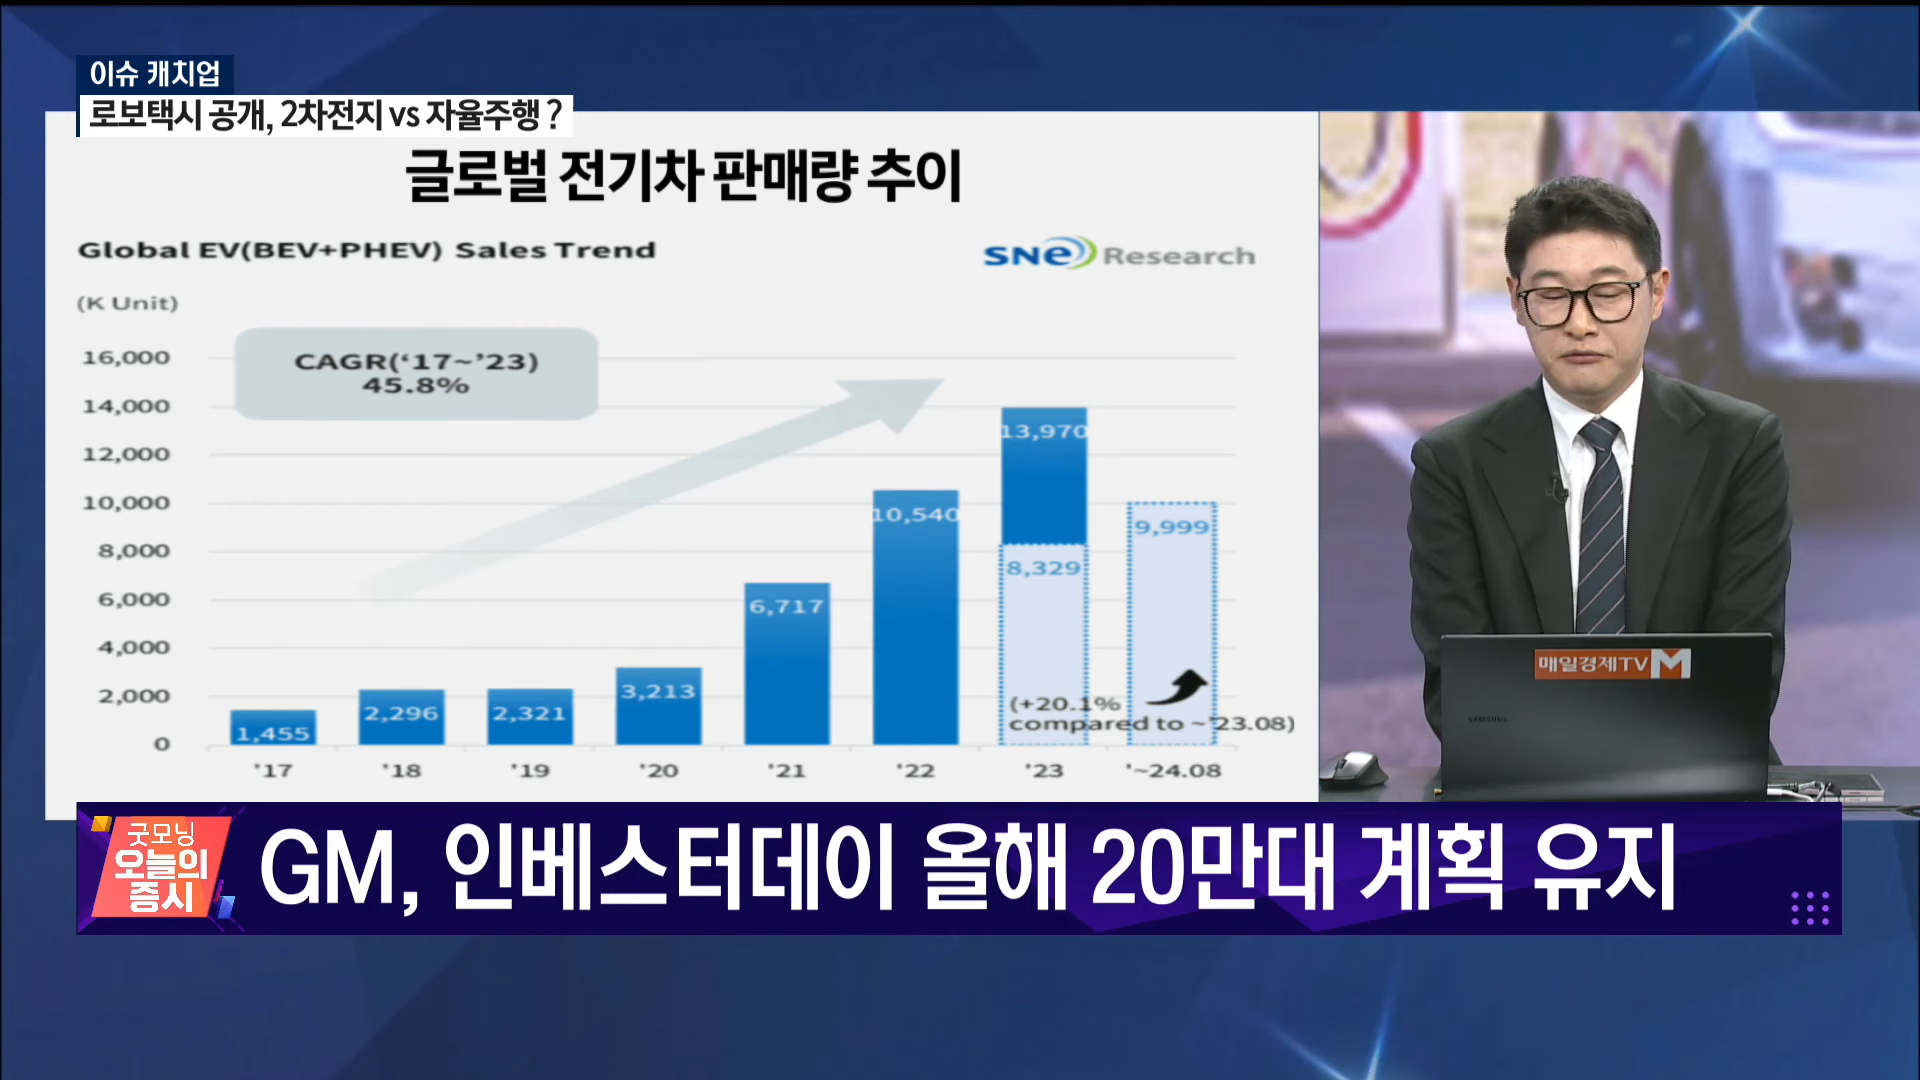 이슈 캐치업
로보택시 공개, 2차전지 vs 자율주행?
글로벌 전기차 판매량 추이
Global EV(BEV+PHEV) Sales Trend
SNe Research
(K Unit)
CAGR('17~'23)
45.8%
16,000
14,000
12,000
10,000
8,000
6,000
4,000
2,000
0
1,455
2,296
2,321
3,213
6,717
10,540
13,970
8,329
9,999
(+20.1%
compared to ~'23.08)
'17
'18
'19
'20
'21
'22
'23
'~24.08
매일경제TV M
SAMSUNG
굿모닝
오늘의
증시
GM, 인베스터데이 올해 20만대 계획 유지